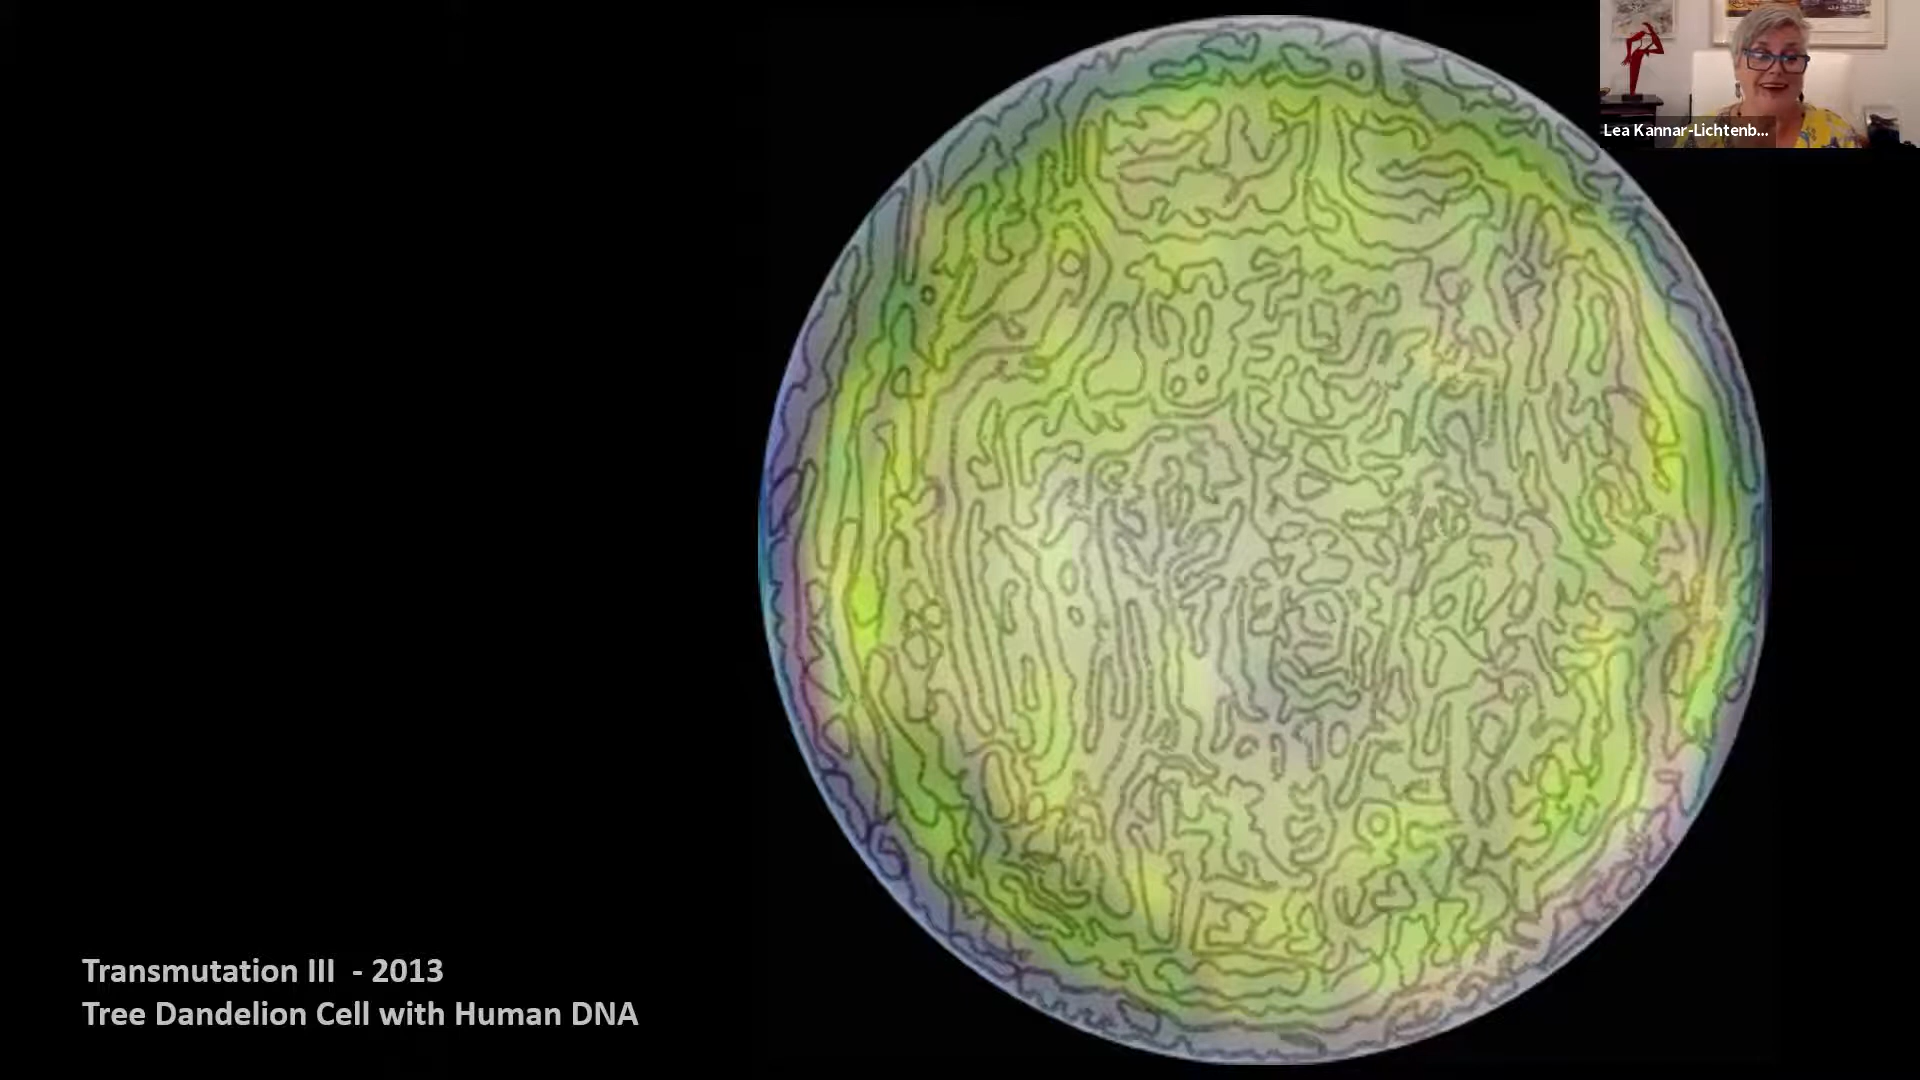 Lea Kannar-Lichtenb...
Transmutation III - 2013
Tree Dandelion Cell with Human DNA